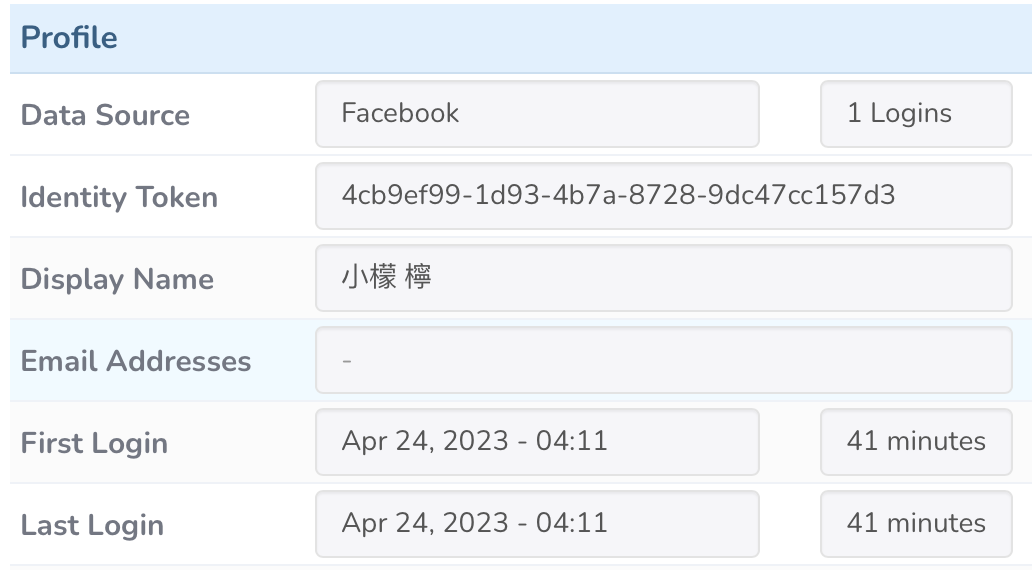 Profile
Data Source Facebook 1 Logins
Identity Token 4cb9ef99-1d93-4b7a-8728-9dc47cc157d3
Display Name 小檬 檸
Email Addresses -
First Login Apr 24, 2023 - 04:11 41 minutes
Last Login Apr 24, 2023 - 04:11 41 minutes